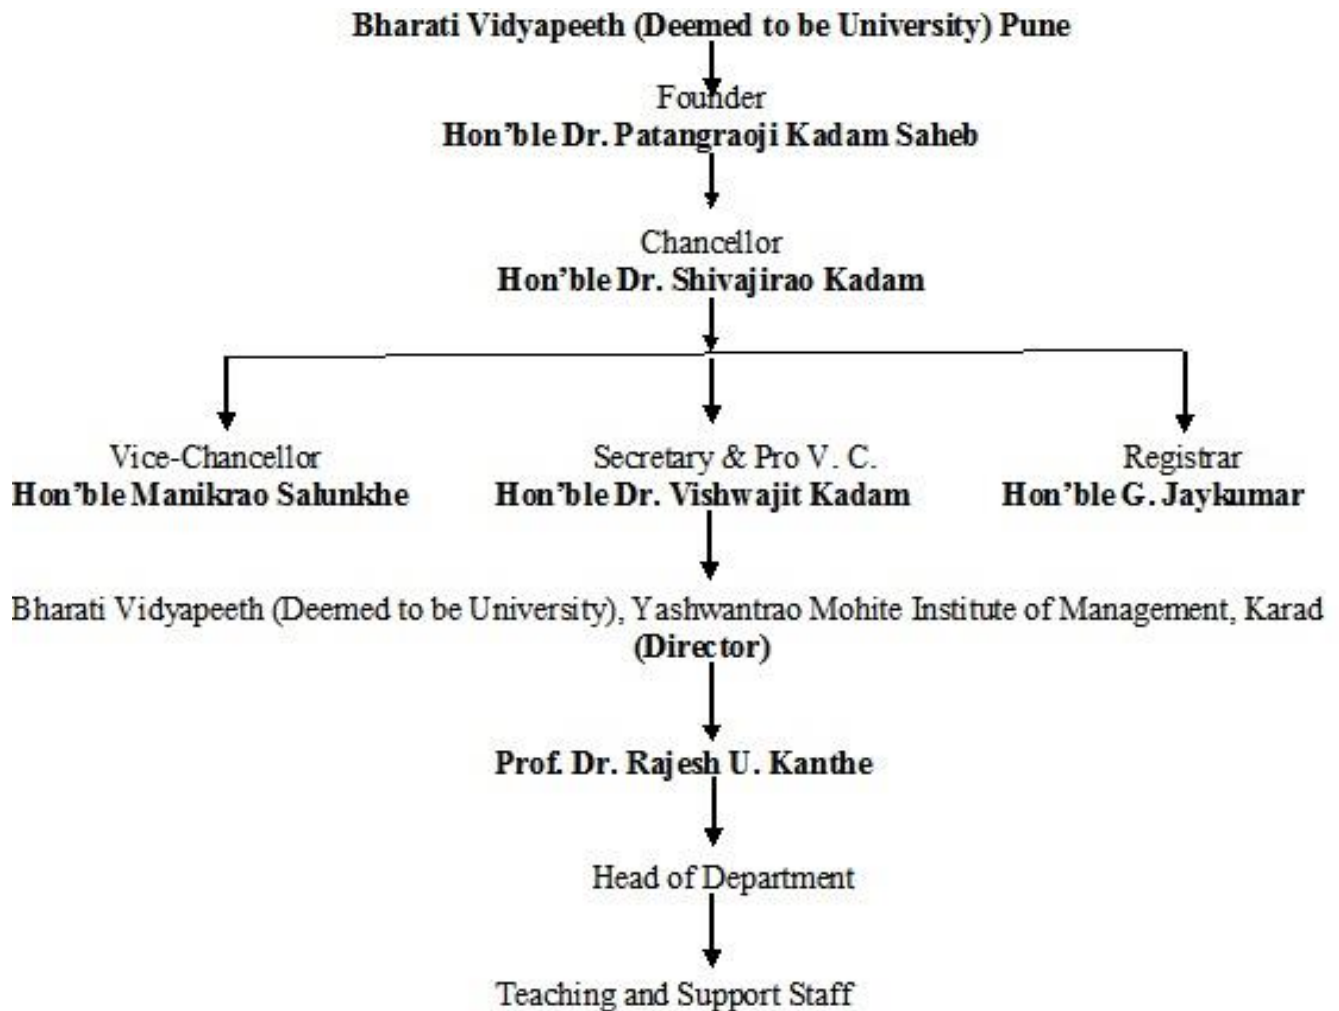 Bharati Vidyapeeth (Deemed to be University) Pune
Founder
Hon’ble Dr. Patangraoji Kadam Saheb
Chancellor
Hon’ble Dr. Shivajirao Kadam
Vice-Chancellor
Hon’ble Manikrao Salunkhe
Secretary & Pro V. C.
Hon’ble Dr. Vishwajit Kadam
Registrar
Hon’ble G. Jaykumar
Bharati Vidyapeeth (Deemed to be University), Yashwantrao Mohite Institute of Management, Karad
(Director)
Prof. Dr. Rajesh U. Kanthe
Head of Department
Teaching and Support Staff